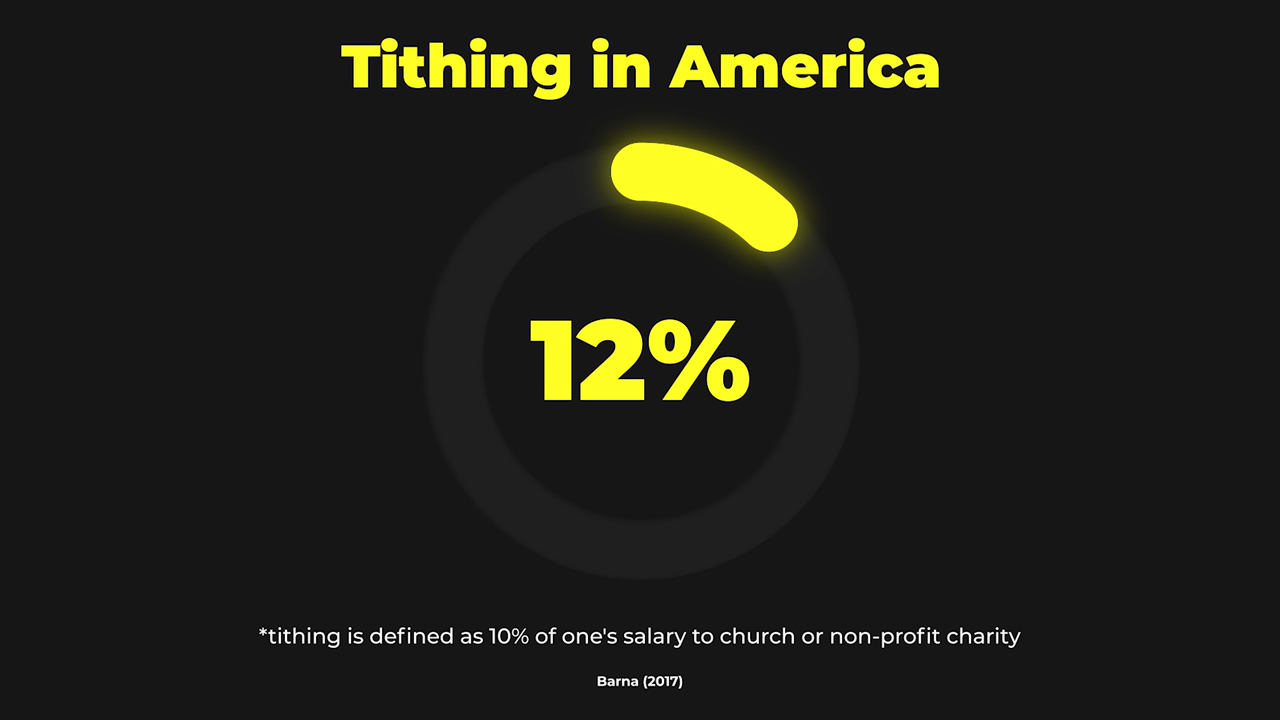 Tithing in America
12%
*tithing is defined as 10% of one's salary to church or non-profit charity
Barna (2017)